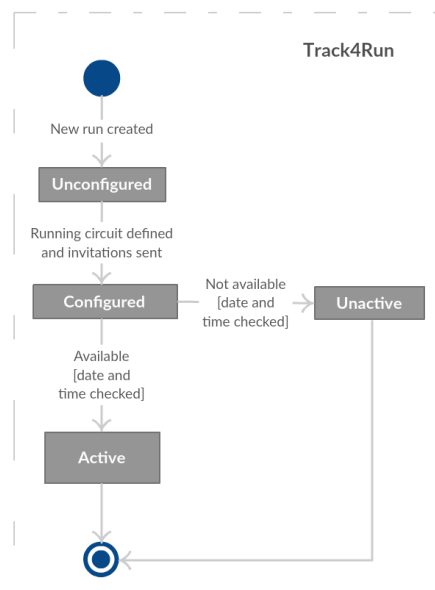 Track4Run
New run created
Unconfigured
Running circuit defined
and invitations sent
Configured
Not available
[date and
time checked]
Unactive
Available
[date and
time checked]
Active